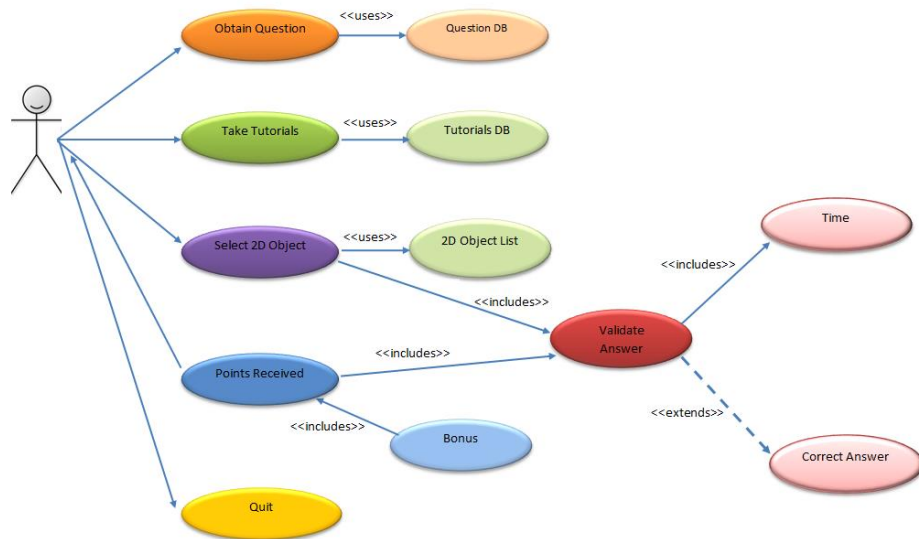 <<uses>>
Obtain Question
Question DB
<<uses>>
Take Tutorials
Tutorials DB
Time
<<uses>>
Select 2D Object
2D Object List
<<includes>>
<<includes>>
Validate
Answer
<<includes>>
Points Received
<<extends>>
<<includes>>
Bonus
Correct Answer
Quit